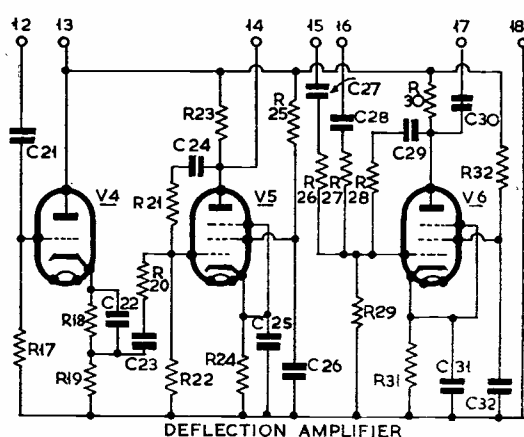 12 13 14 15 16 17 18
C27
R23
R25
R30
C30
C21
C24
C28
C29
R32
V4
R21
V5
R26
R27
R28
V6
R20
R17
R18
C22
C23
C25
R29
R19
R22
R24
C26
R31
C31
C32
DEFLECTION AMPLIFIER